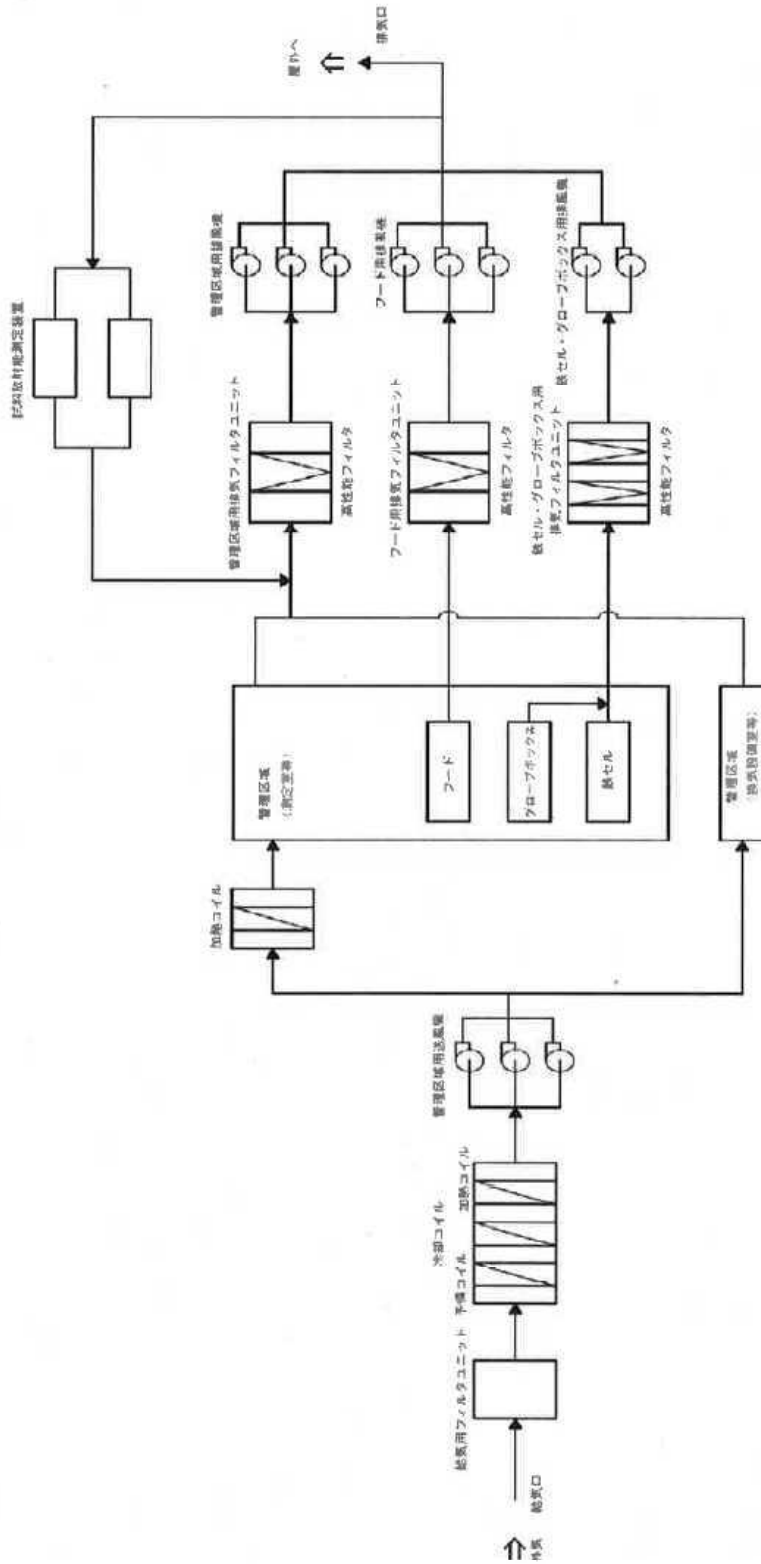 外気
給気口
給気用フィルタユニット
予備コイル
冷却コイル
加熱コイル
管理区域用送風機
加熱コイル
管理区域
(測定室等)
フード
グローブボックス
鉄セル
管理区域
(換気設備室等)
管理区域用排気フィルタユニット
高性能フィルタ
フード用排気フィルタユニット
高性能フィルタ
鉄セル・グローブボックス用
排気フィルタユニット
高性能フィルタ
管理区域用排風機
フード用排風機
鉄セル・グローブボックス用排風機
試料放射能測定装置
屋外へ
排気口